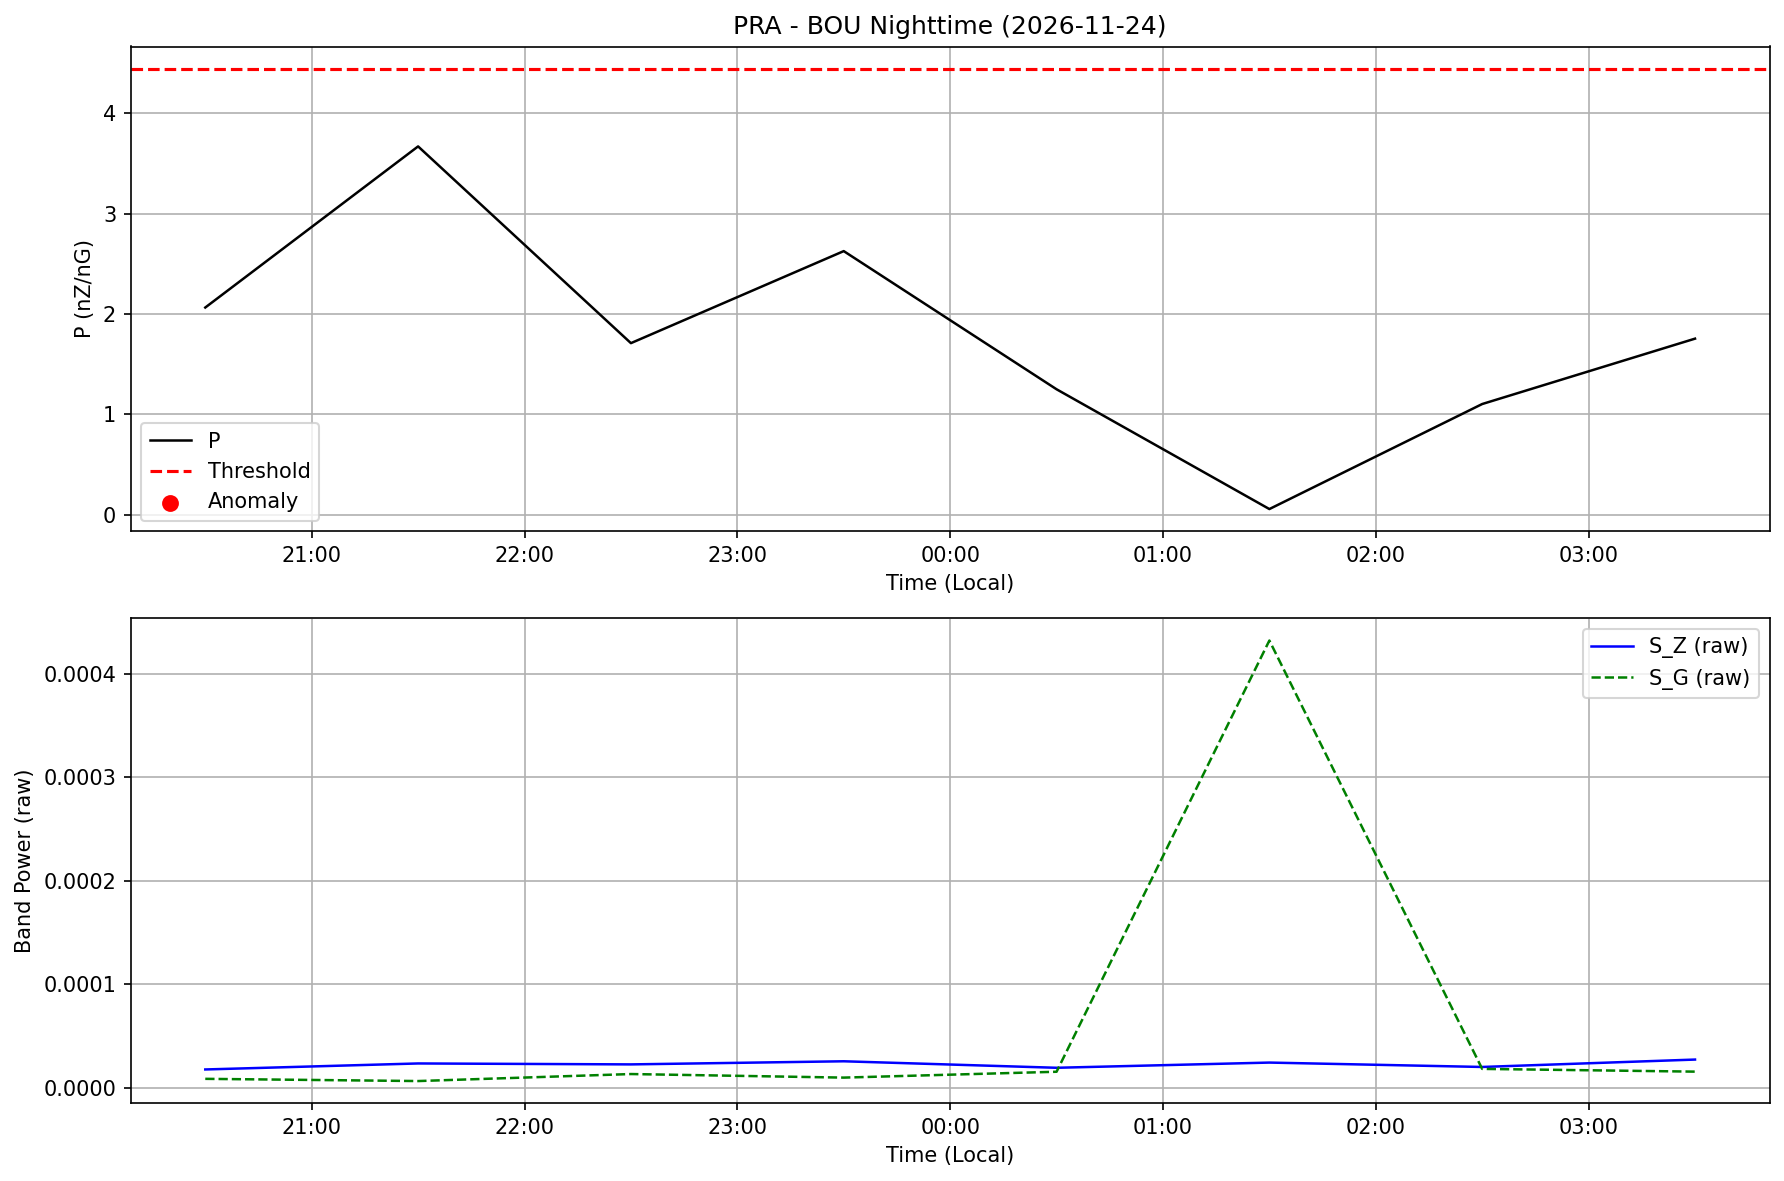 PRA - BOU Nighttime (2026-11-24)
P (nZ/nG)
4
3
2
1
0
P
Threshold
Anomaly
21:00 22:00 23:00 00:00 01:00 02:00 03:00
Time (Local)
Band Power (raw)
0.0004
0.0003
0.0002
0.0001
0.0000
S_Z (raw)
S_G (raw)
21:00 22:00 23:00 00:00 01:00 02:00 03:00
Time (Local)